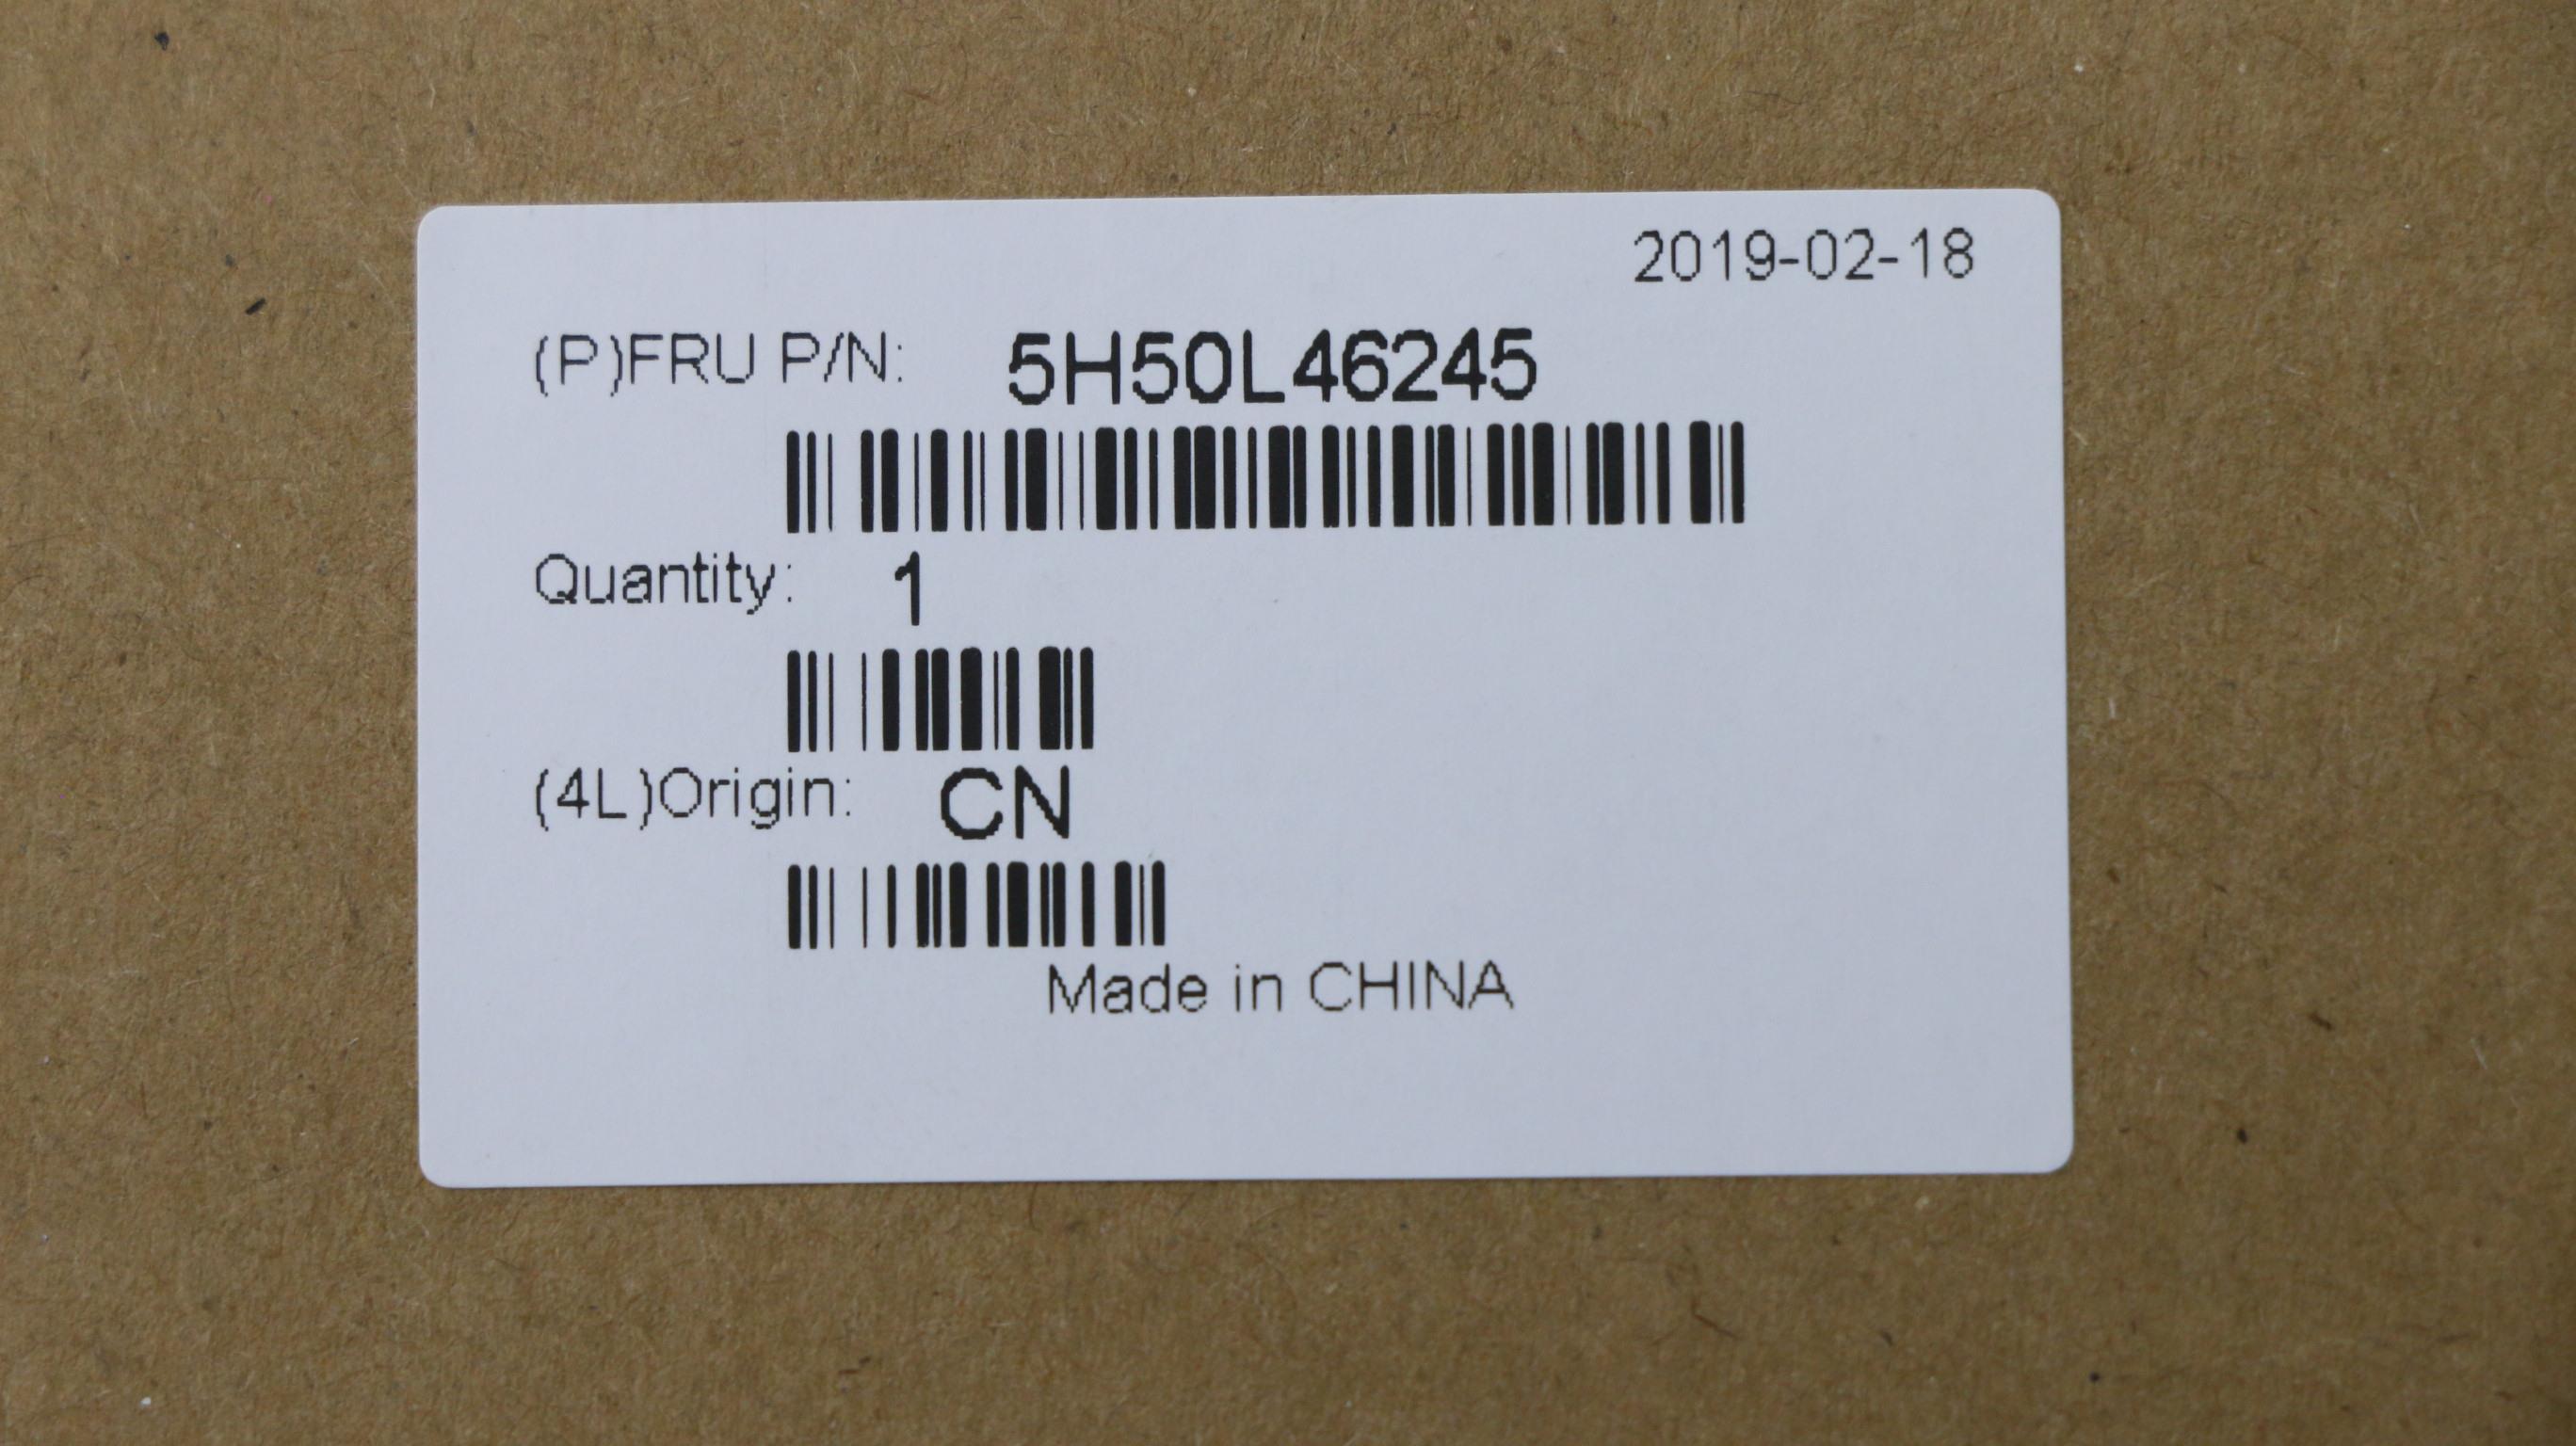 2019-02-18
(P)FRU P/N: 5H50L46245
Quantity: 1
(4L)Origin: CN
Made in CHINA